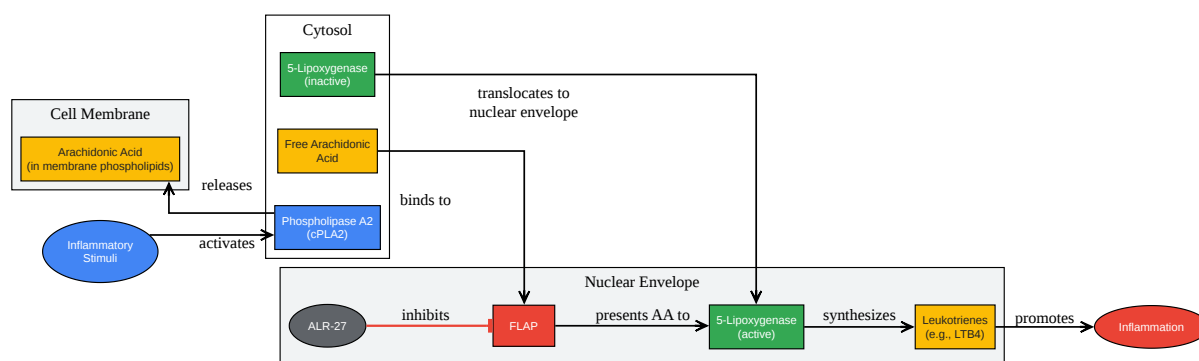 Cytosol
5-Lipoxygenase
(inactive)
translocates to
nuclear envelope
Cell Membrane
Arachidonic Acid
(in membrane phospholipids)
Free Arachidonic
Acid
releases
binds to
Phospholipase A2
(cPLA2)
Inflammatory
Stimuli
activates
Nuclear Envelope
ALR-27
inhibits
FLAP
presents AA to
5-Lipoxygenase
(active)
synthesizes
Leukotrienes
(e.g., LTB4)
promotes
Inflammation